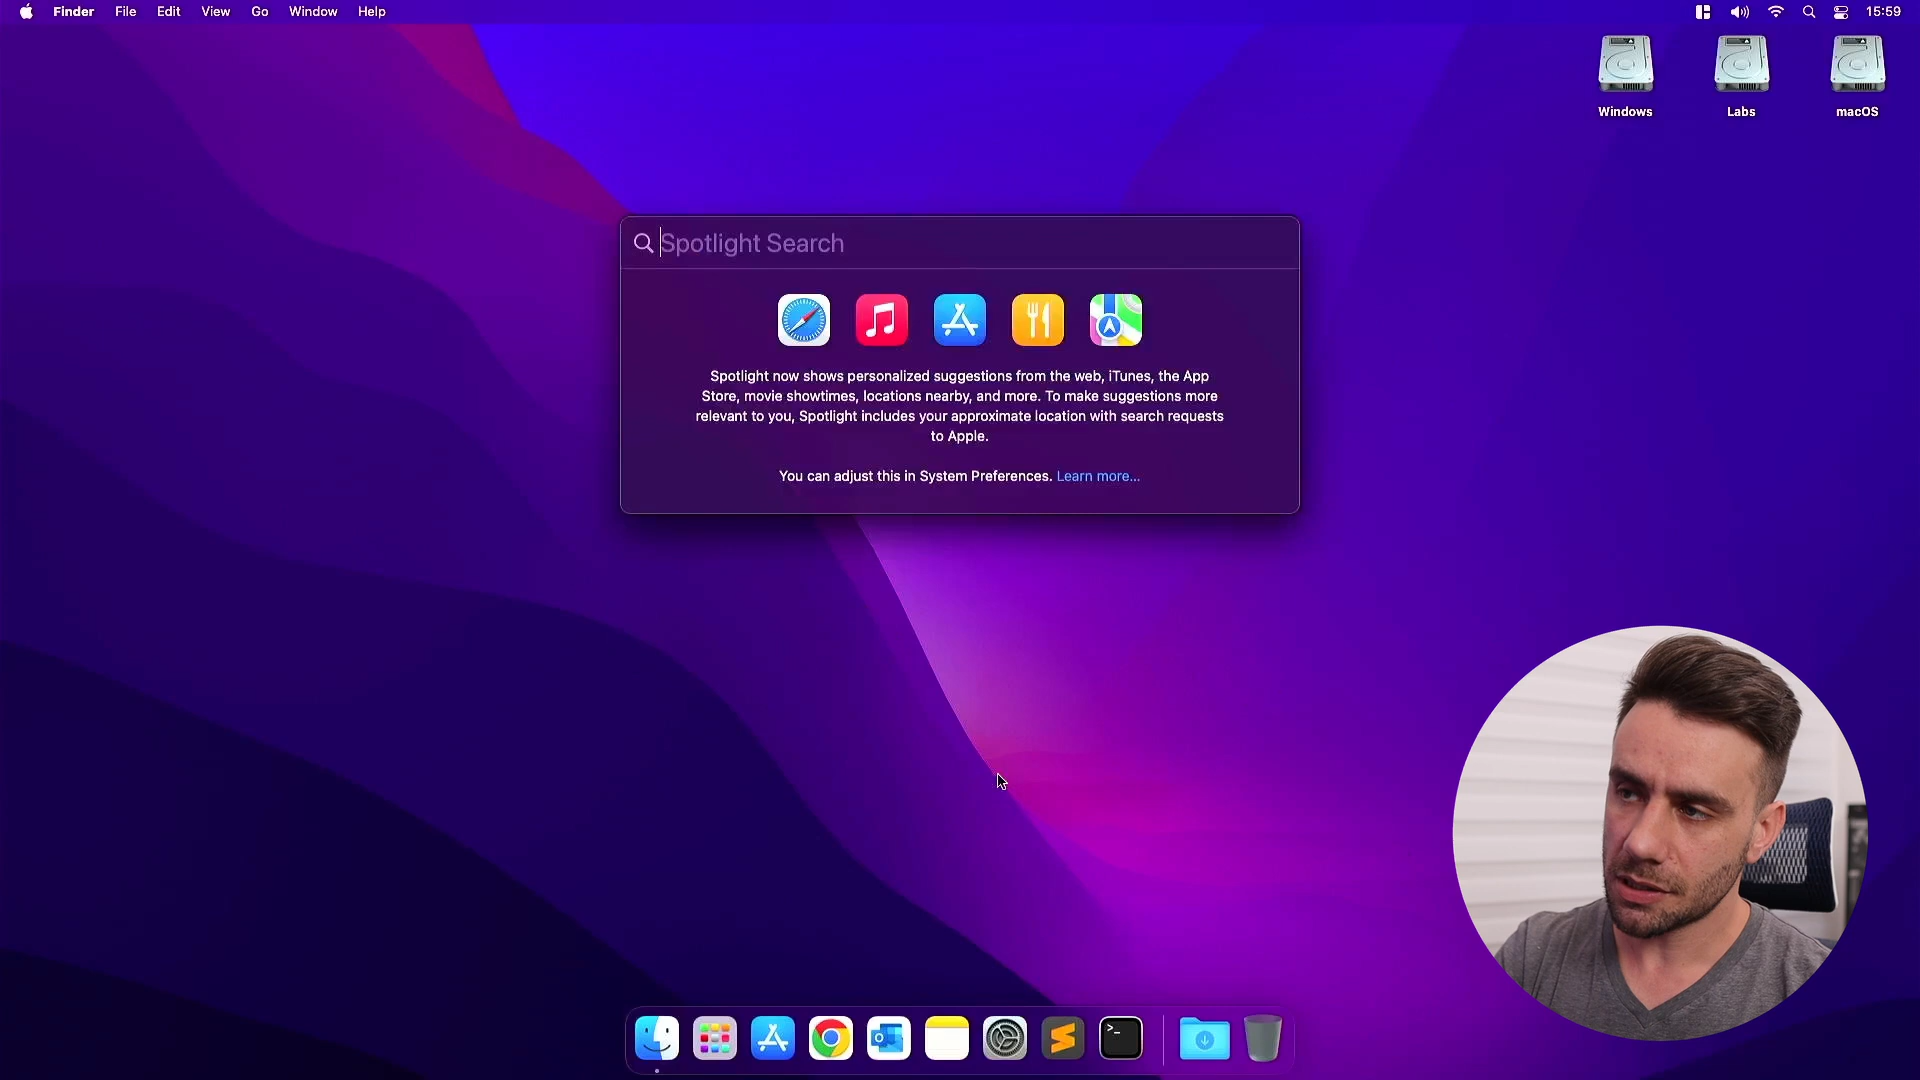 Finder File Edit View Go Window Help
15:59
Windows
Labs
macOS
Spotlight Search
Spotlight now shows personalized suggestions from the web, iTunes, the App
Store, movie showtimes, locations nearby, and more. To make suggestions more
relevant to you, Spotlight includes your approximate location with search requests
to Apple.
You can adjust this in System Preferences. Learn more...